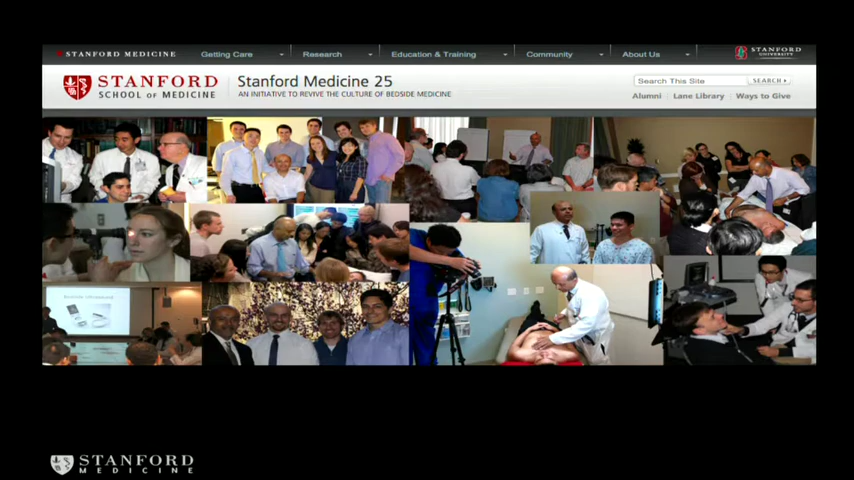 STANFORD MEDICINE
Getting Care
Research
Education & Training
Community
About Us
STANFORD
UNIVERSITY
STANFORD
SCHOOL OF MEDICINE
Stanford Medicine 25
AN INITIATIVE TO REVIVE THE CULTURE OF BEDSIDE MEDICINE
Search This Site
SEARCH
Alumni
Lane Library
Ways to Give
Bedside Ultrasound
STANFORD
MEDICINE